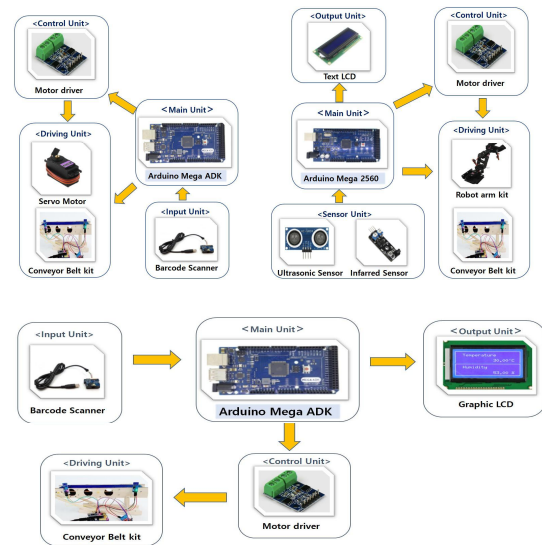 <Control Unit>
Motor driver
<Driving Unit>
Servo Motor
Conveyor Belt kit
<Main Unit>
Arduino Mega ADK
<Input Unit>
Barcode Scanner
<Output Unit>
Text LCD
<Main Unit>
Arduino Mega 2560
<Sensor Unit>
Ultrasonic Sensor
Infarred Sensor
<Control Unit>
Motor driver
<Driving Unit>
Robot arm kit
Conveyor Belt kit
<Input Unit>
Barcode Scanner
<Main Unit>
Arduino Mega ADK
<Output Unit>
Temperature
Humidity
Graphic LCD
<Driving Unit>
Conveyor Belt kit
<Control Unit>
Motor driver